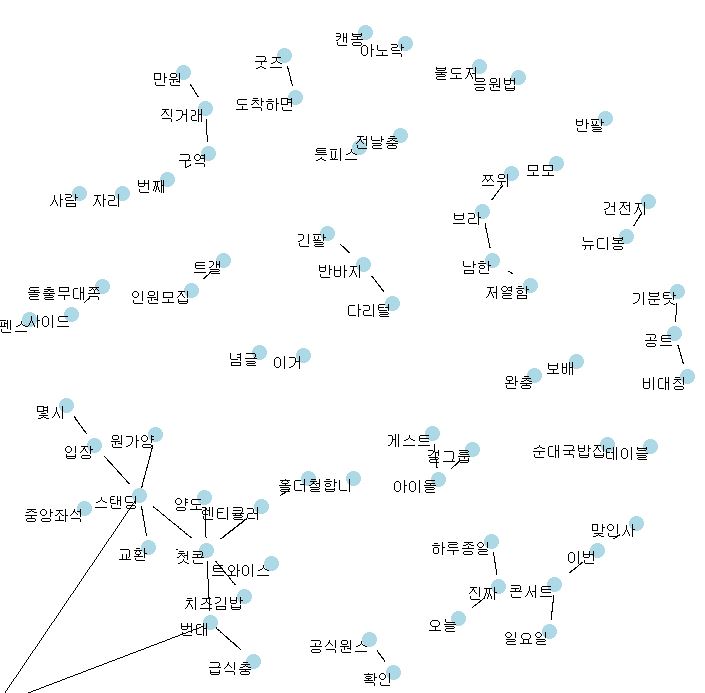 캔봉
아노락
굿즈
불도저
응원법
만원
도착하면
직거래
반팔
전날충
구역
틋피스
모모
쯔위
번째
사람
자리
건전지
브라
긴팔
뉴디봉
트갤
남한
반바지
저열함
돌출무대쪽
인원모집
기분탓
다리털
펜스
사이드
공트
념글
이거
보배
완충
비대칭
몇시
원가양
게스트
입장
걸그룹
순대국밥집
테이블
아이돌
홀더철합니
스탠딩
양도
렌티큘러
중앙좌석
맞인사
하루종일
교환
첫콘
이번
트와이스
진짜
콘서트
치즈김밥
오늘
번대
일요일
공식원스
급식충
확인